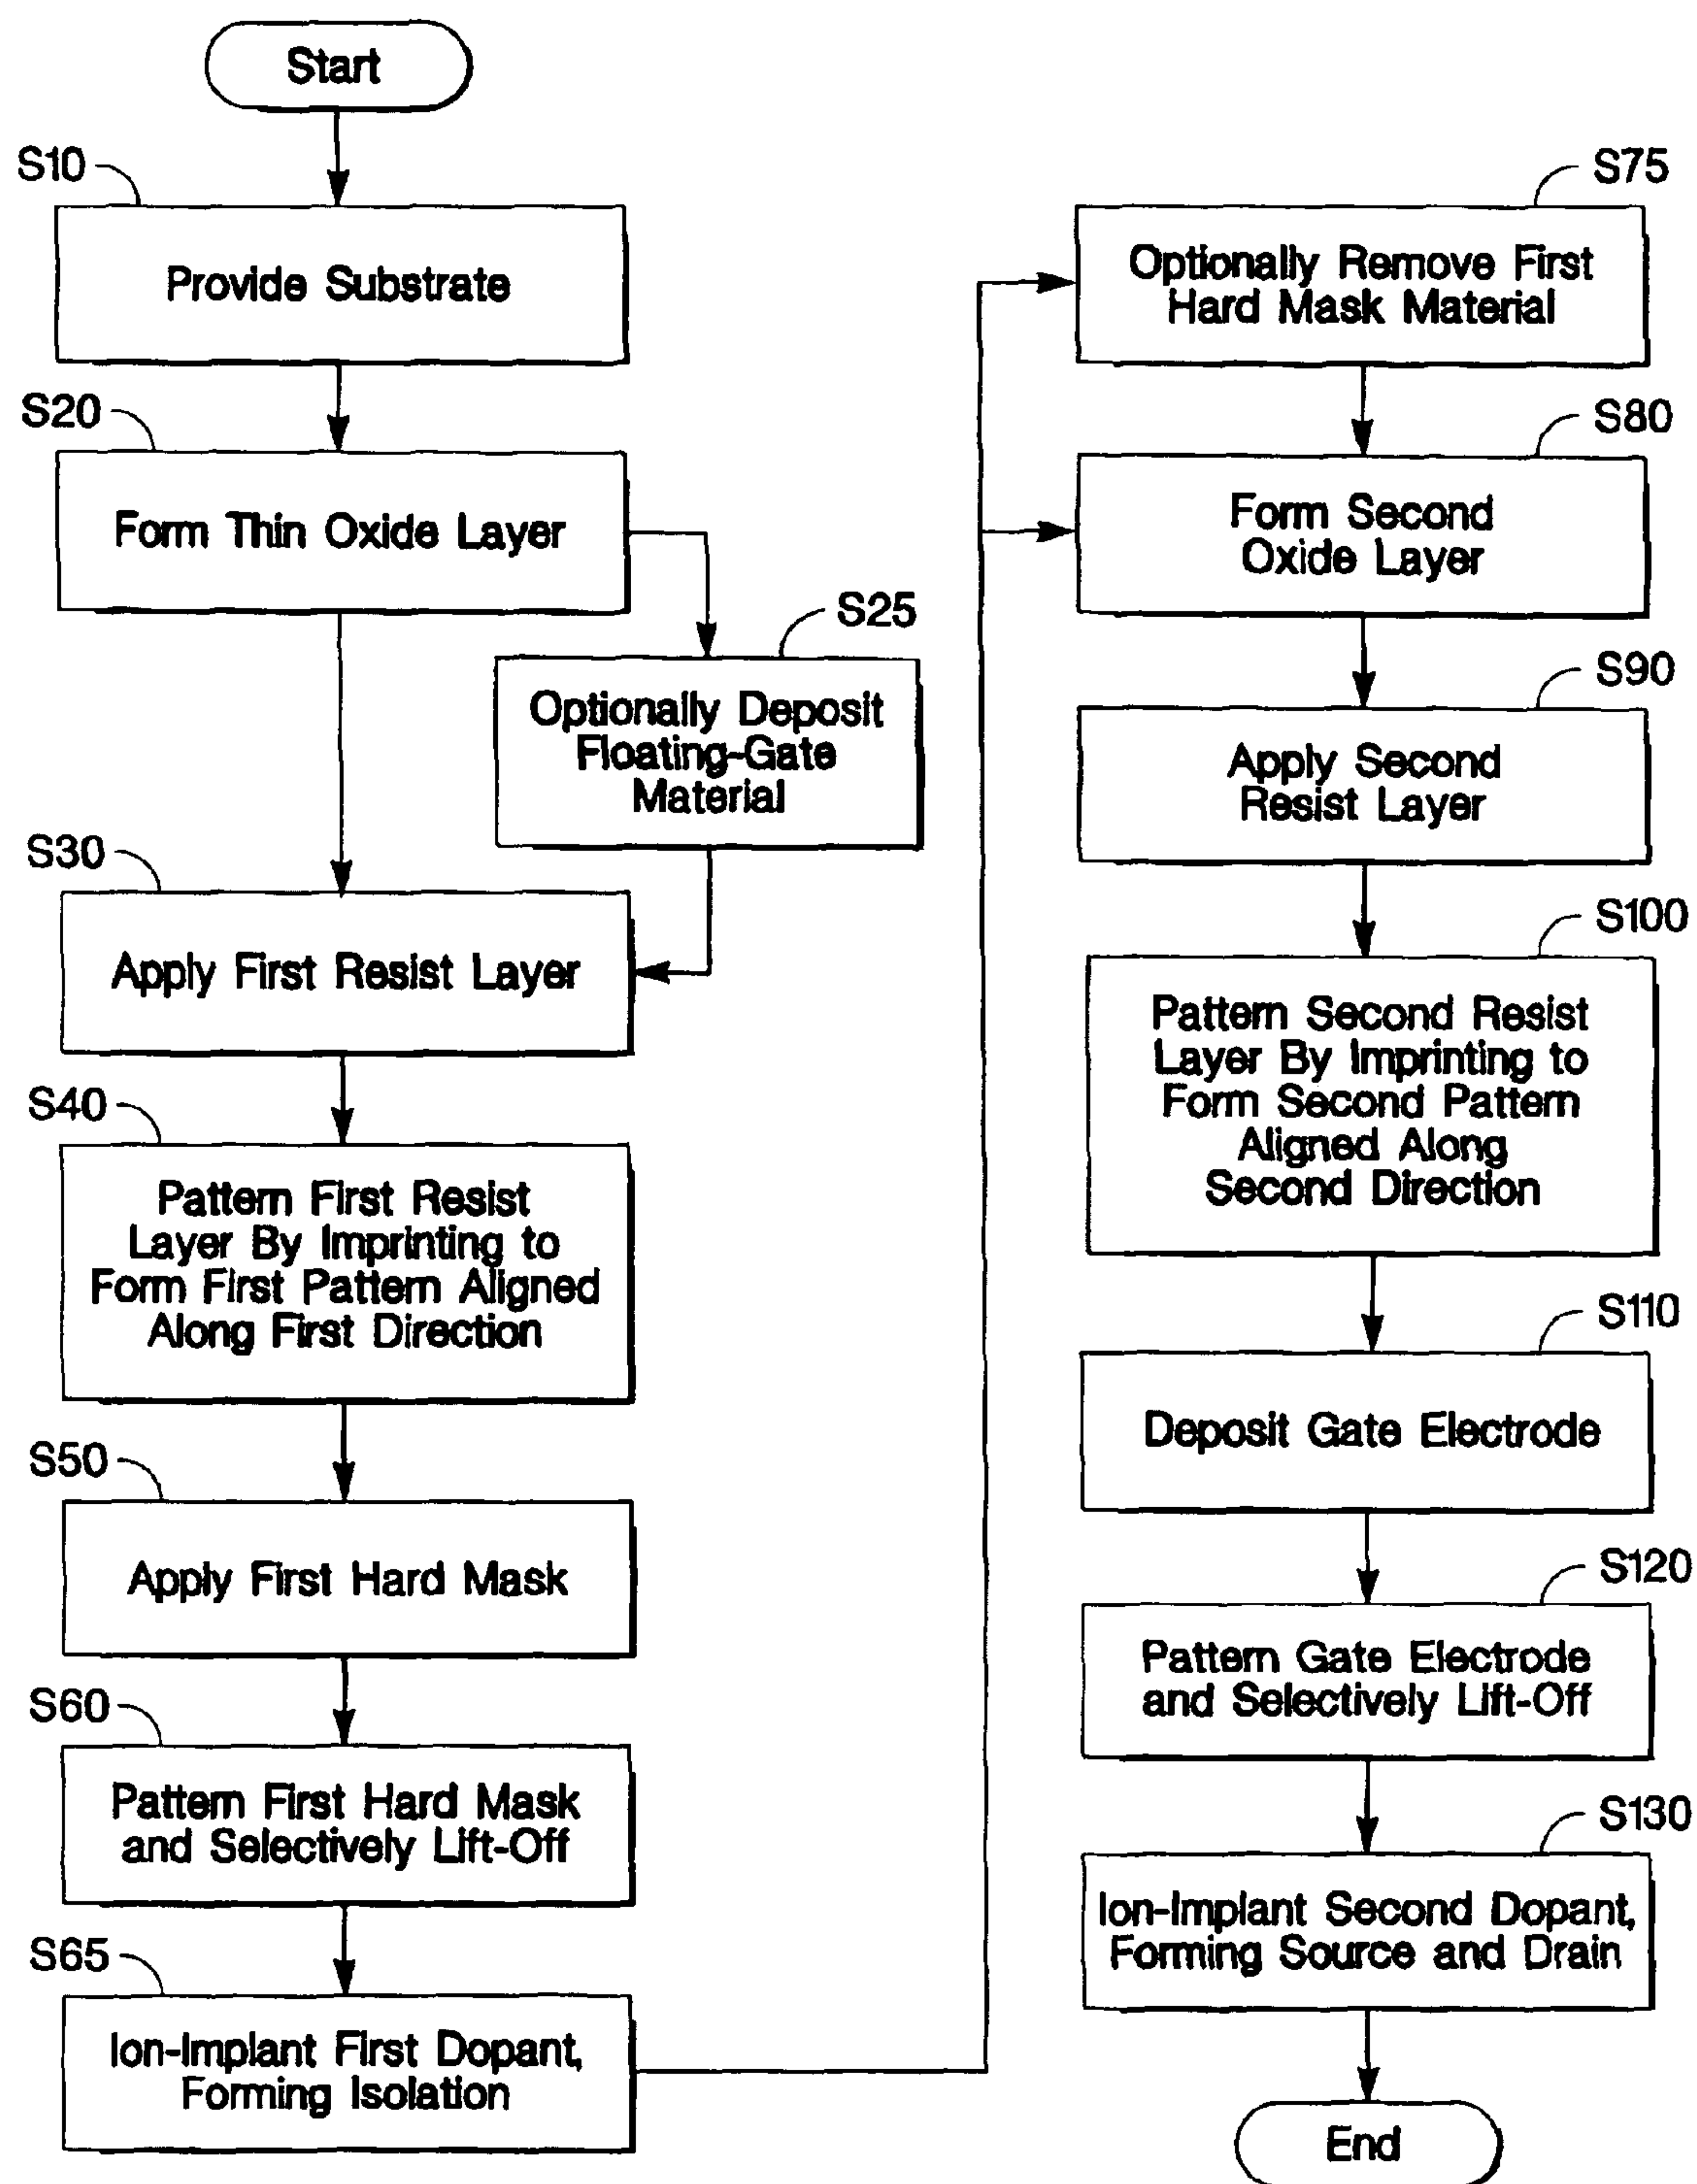 Start
S10
Provide Substrate
S20
Form Thin Oxide Layer
S25
Optionally Deposit
Floating-Gate
Material
S30
Apply First Resist Layer
S40
Pattern First Resist
Layer By Imprinting to
Form First Pattern Aligned
Along First Direction
S50
Apply First Hard Mask
S60
Pattern First Hard Mask
and Selectively Lift-Off
S65
Ion-Implant First Dopant,
Forming Isolation
S75
Optionally Remove First
Hard Mask Material
S80
Form Second
Oxide Layer
S90
Apply Second
Resist Layer
S100
Pattern Second Resist
Layer By Imprinting to
Form Second Pattern
Aligned Along
Second Direction
S110
Deposit Gate Electrode
S120
Pattern Gate Electrode
and Selectively Lift-Off
S130
Ion-Implant Second Dopant,
Forming Source and Drain
End